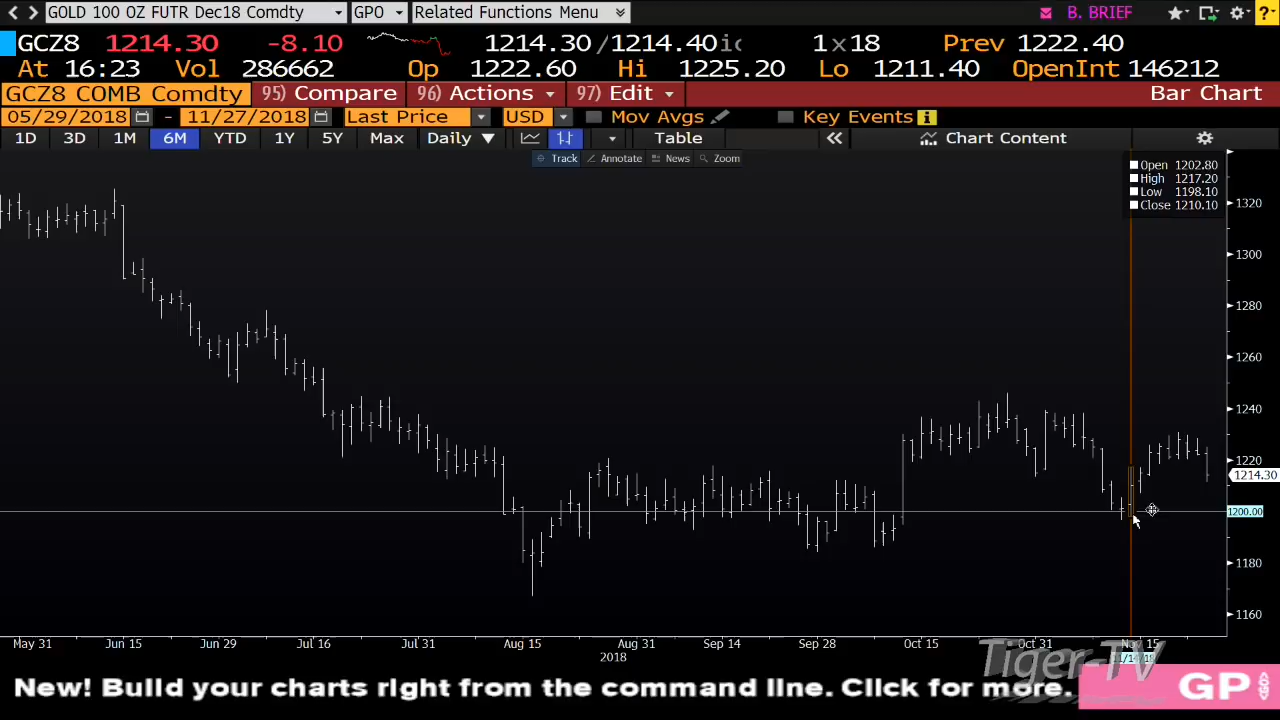 GOLD 100 OZ FUTR Dec18 Comdty GPO Related Functions Menu B. BRIEF ?
GCZ8 1214.30 -8.10 1214.30/1214.40ic 1x18 Prev 1222.40
At 16:23 Vol 286662 Op 1222.60 Hi 1225.20 Lo 1211.40 OpenInt 146212
GCZ8 COMB Comdty 95) Compare 96) Actions 97) Edit Bar Chart
05/29/2018 - 11/27/2018 Last Price USD Mov Avgs Key Events i
1D 3D 1M 6M YTD 1Y 5Y Max Daily Table Chart Content
Track Annotate News Zoom
Open 1202.80
High 1217.20
Low 1198.10
Close 1210.10
1320
1300
1280
1260
1240
1220
1214.30
1200.00
1180
1160
May 31 Jun 15 Jun 29 Jul 16 Jul 31 Aug 15 Aug 31 Sep 14 Sep 28 Oct 15 Oct 31 Nov 15
2018
Tiger-TV
New! Build your charts right from the command line. Click for more. GP